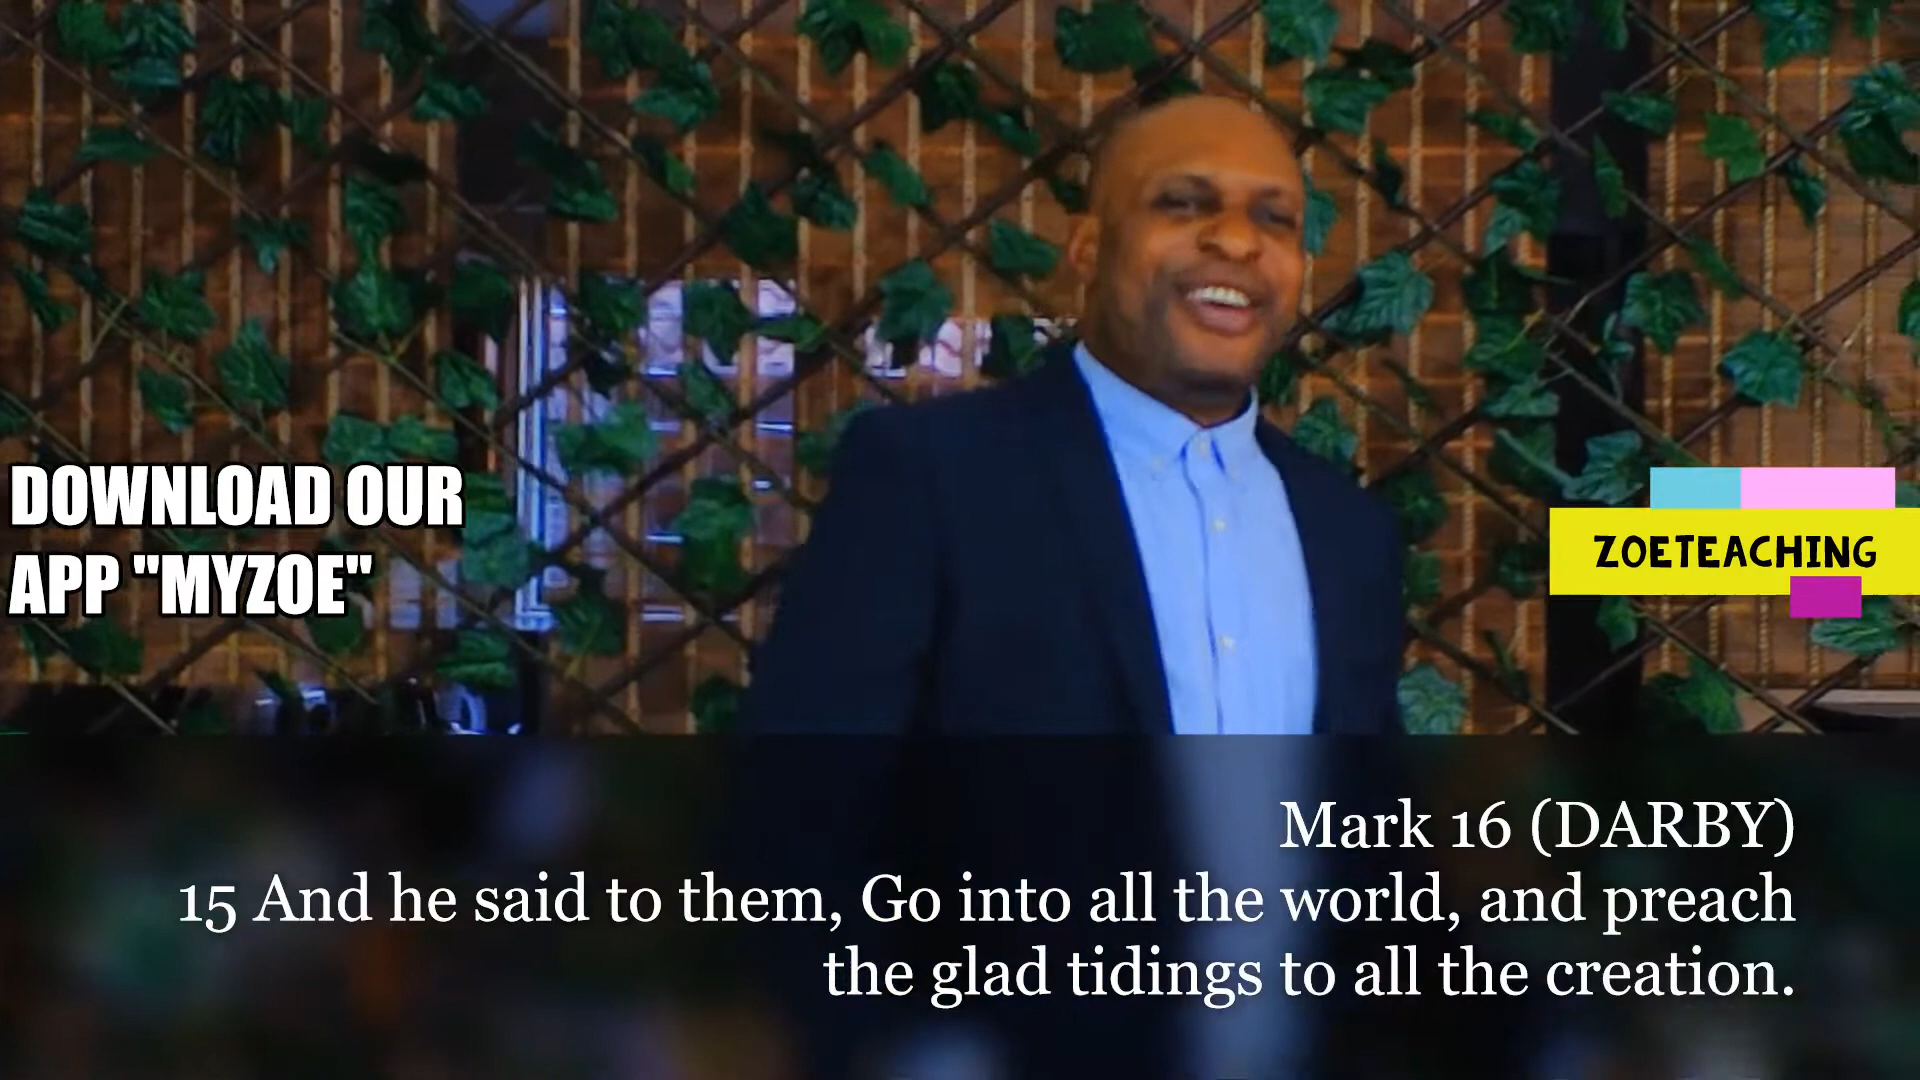 DOWNLOAD OUR
APP "MYZOE"
ZOETEACHING
Mark 16 (DARBY)
15 And he said to them, Go into all the world, and preach
the glad tidings to all the creation.